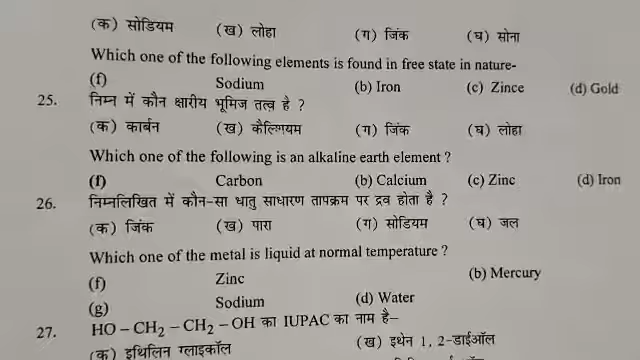 (क) सोडियम (ख) लोहा (ग) जिंक (घ) सोना
Which one of the following elements is found in free state in nature-
(f) Sodium (b) Iron (c) Zince (d) Gold
25. निम्न में कौन क्षारीय भूमिज तत्व है ?
(क) कार्बन (ख) कैल्शियम (ग) जिंक (घ) लोहा
Which one of the following is an alkaline earth element ?
(f) Carbon (b) Calcium (c) Zinc (d) Iron
26. निम्नलिखित में कौन-सा धातु साधारण तापक्रम पर द्रव होता है ?
(क) जिंक (ख) पारा (ग) सोडियम (घ) जल
Which one of the metal is liquid at normal temperature ?
(f) Zinc (b) Mercury
(g) Sodium (d) Water
27. HO – CH₂ – CH₂ – OH का IUPAC का नाम है–
(क) इथिलिन ग्लाइकॉल (ख) इथेन 1, 2-डाईऑल